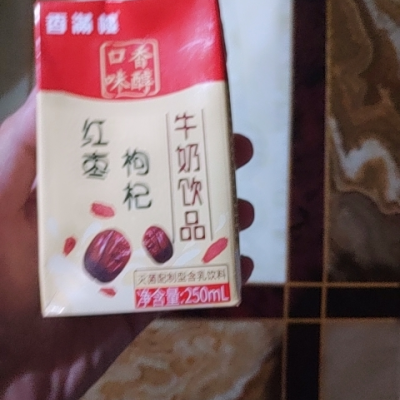 香满楼
口味香醇
红枣
枸杞
牛奶饮品
灭菌配制型含乳饮料
净含量:250mL